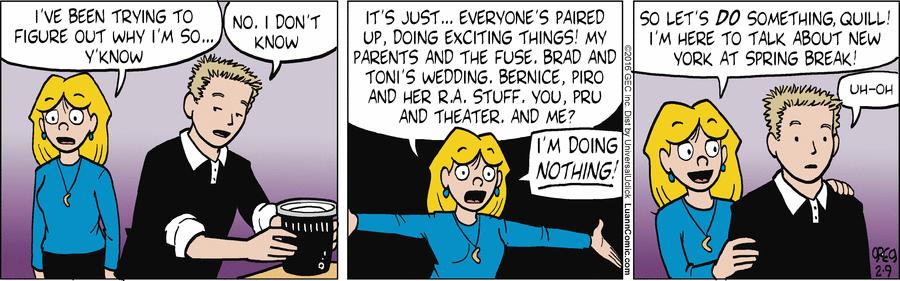 I'VE BEEN TRYING TO
FIGURE OUT WHY I'M SO...
Y'KNOW
NO. I DON'T
KNOW
IT'S JUST... EVERYONE'S PAIRED
UP, DOING EXCITING THINGS! MY
PARENTS AND THE FUSE. BRAD AND
TONI'S WEDDING. BERNICE, PIRO
AND HER R.A. STUFF. YOU, PRU
AND THEATER. AND ME?
I'M DOING
NOTHING!
©2016 GEC Inc. Dist by UniversalUclick LuannComic.com
SO LET'S DO SOMETHING, QUILL!
I'M HERE TO TALK ABOUT NEW
YORK AT SPRING BREAK!
UH-OH
GREG
2-9